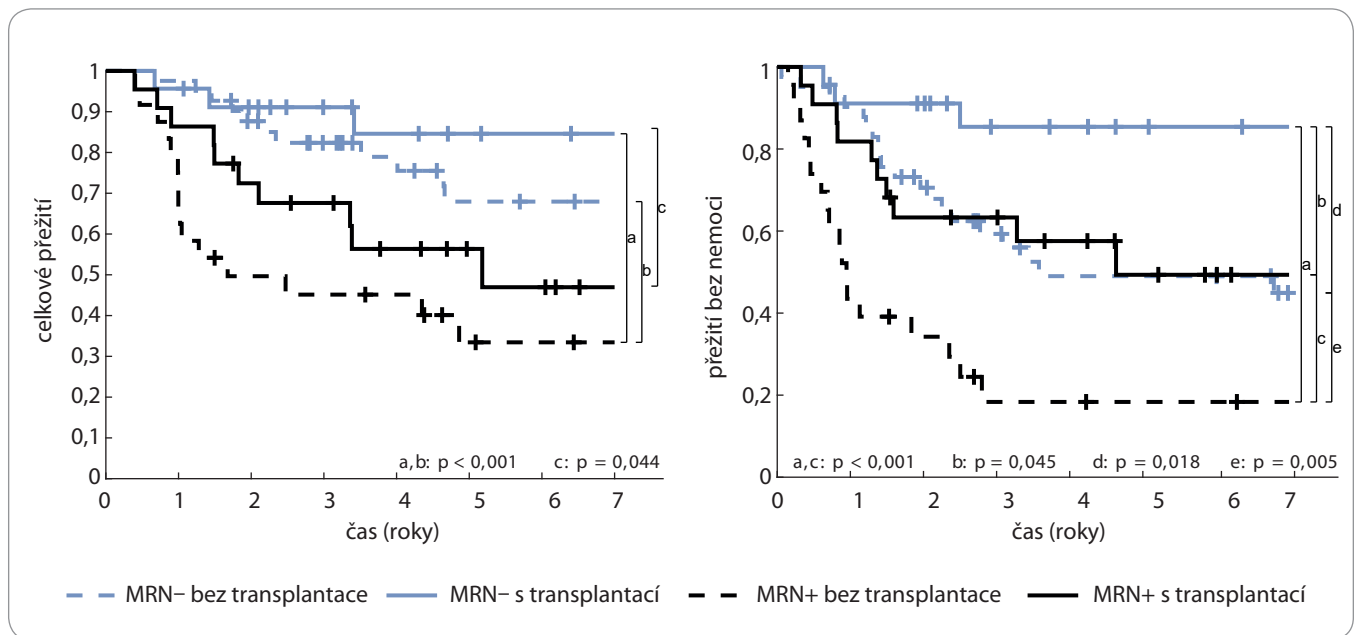 celkové přežití
1
0,9
0,8
0,7
0,6
0,5
0,4
0,3
0,2
0,1
0
0 1 2 3 4 5 6 7
čas (roky)
a
b
c
a,b: p < 0,001 c: p = 0,044
přežití bez nemoci
1
0,8
0,6
0,4
0,2
0
0 1 2 3 4 5 6 7
čas (roky)
a
b
c
d
e
a,c: p < 0,001 b: p = 0,045 d: p = 0,018 e: p = 0,005
MRN– bez transplantace MRN– s transplantací MRN+ bez transplantace MRN+ s transplantací